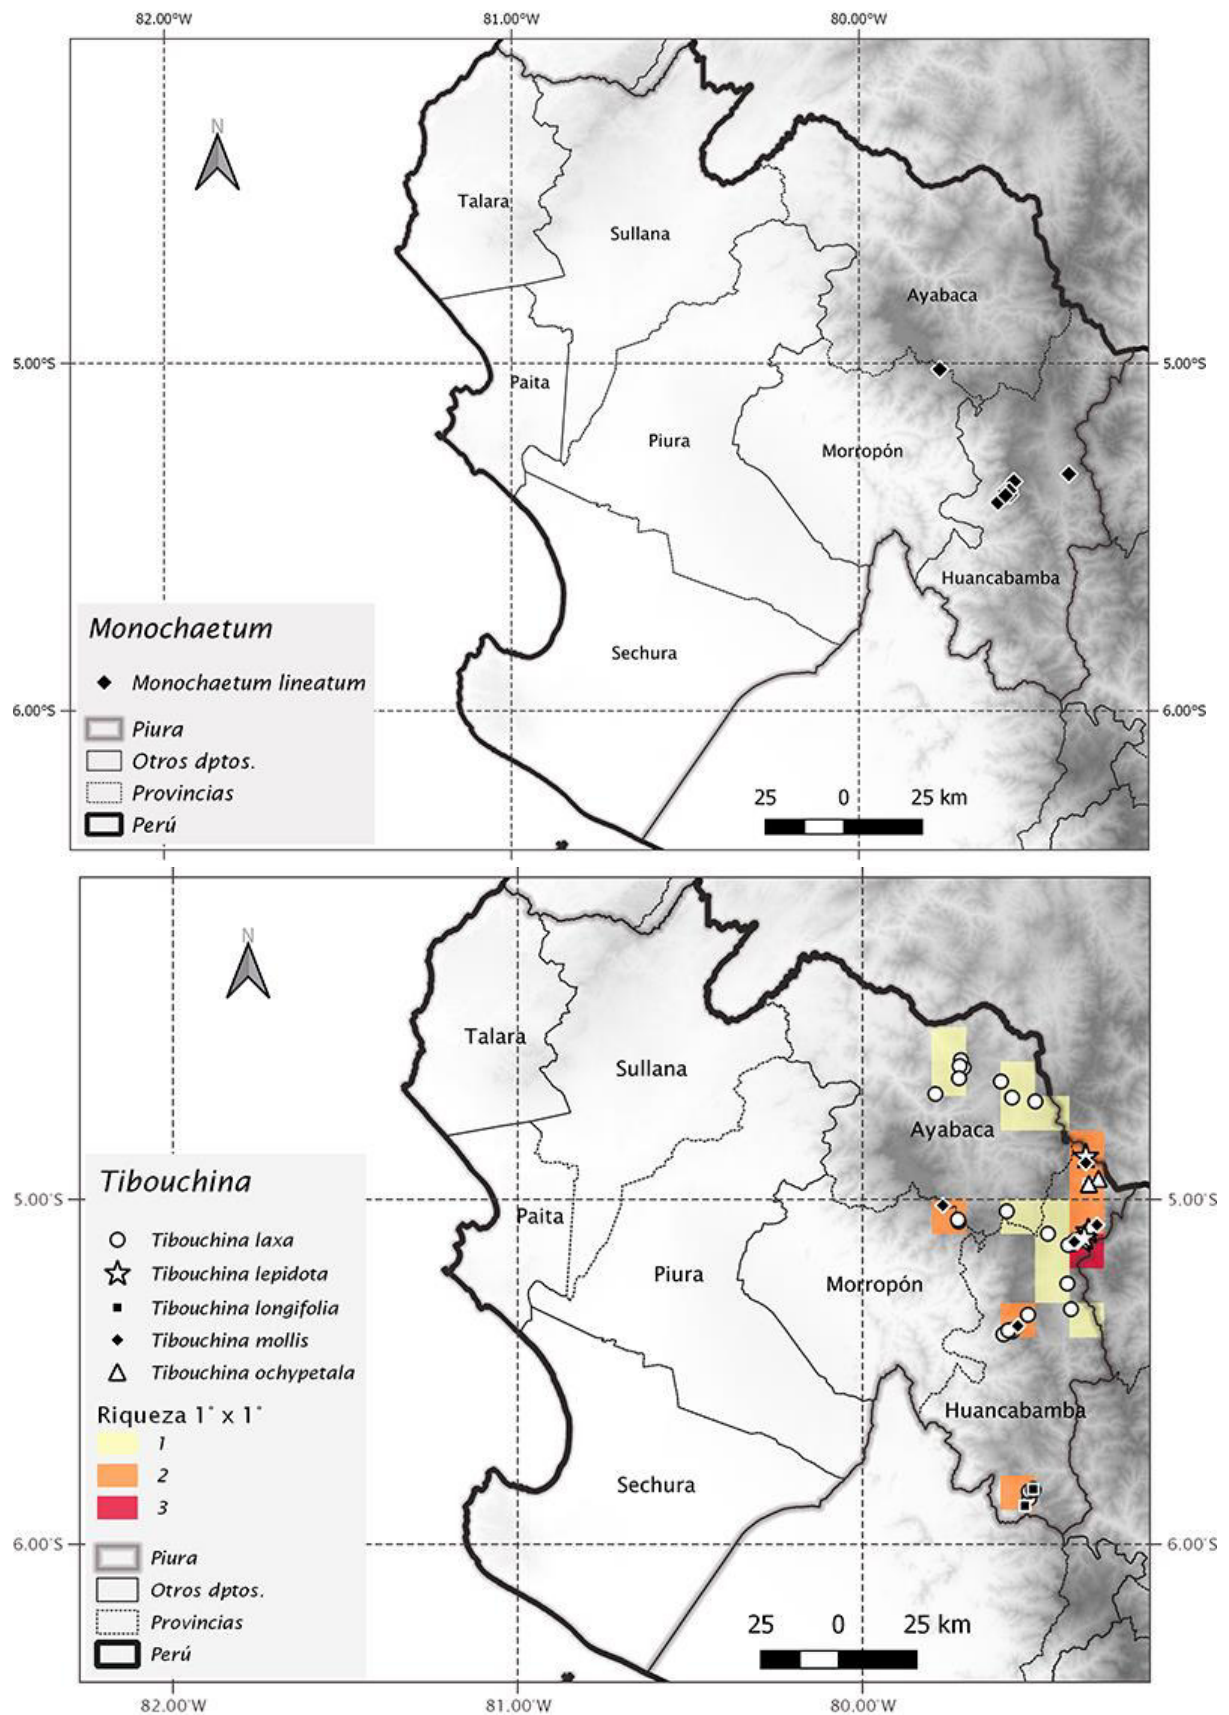 82.00°W 81.00°W 80.00°W
N
Talara
Sullana
Ayabaca
5.00°S 5.00°S
Paita
Piura
Morropón
Huancabamba
Sechura
Monochaetum
Monochaetum lineatum
6.00°S 6.00°S
Piura
Otros dptos.
Provincias
Perú
25 0 25 km
N
Talara
Sullana
Ayabaca
5.00°S 5.00°S
Paita
Piura
Morropón
Huancabamba
Sechura
Tibouchina
Tibouchina laxa
Tibouchina lepidota
Tibouchina longifolia
Tibouchina mollis
Tibouchina ochypetala
Riqueza 1° x 1°
1
2
3
6.00°S 6.00°S
Piura
Otros dptos.
Provincias
Perú
25 0 25 km
82.00°W 81.00°W 80.00°W